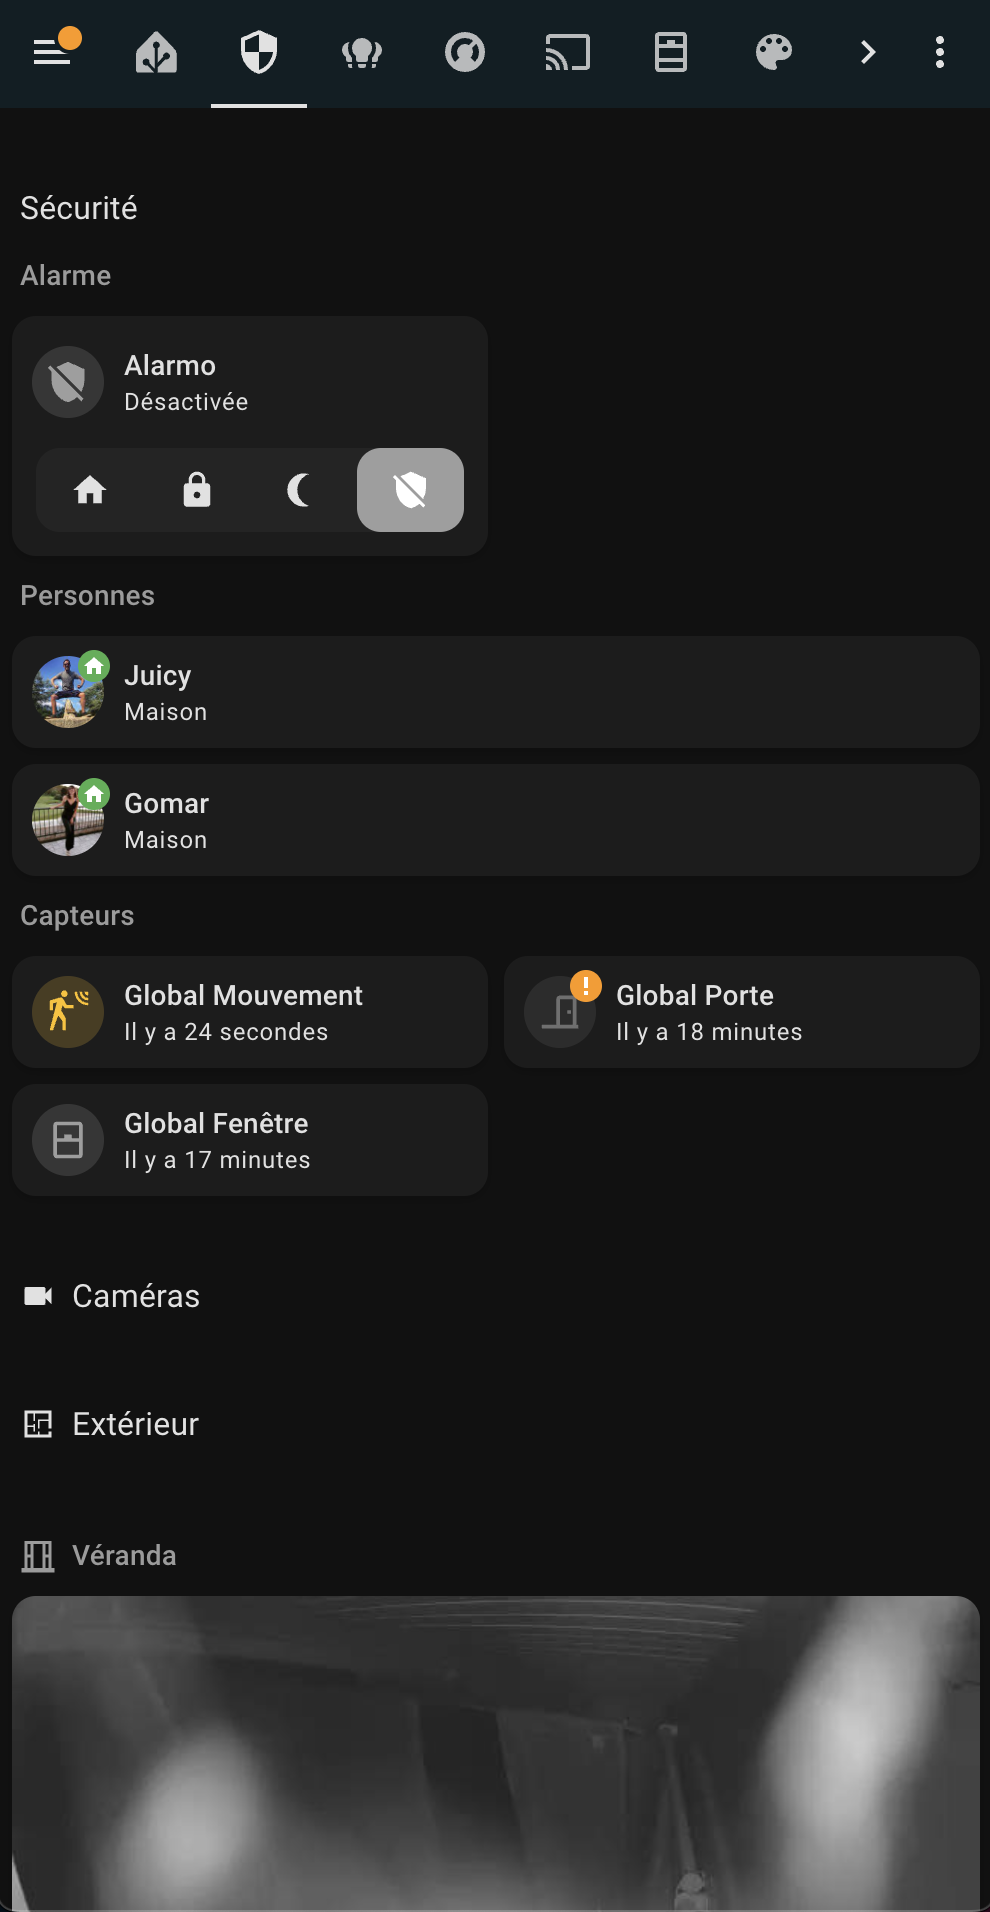 Sécurité
Alarme
Alarmo
Désactivée
Personnes
Juicy
Maison
Gomar
Maison
Capteurs
Global Mouvement
Il y a 24 secondes
Global Porte
Il y a 18 minutes
Global Fenêtre
Il y a 17 minutes
Caméras
Extérieur
Véranda